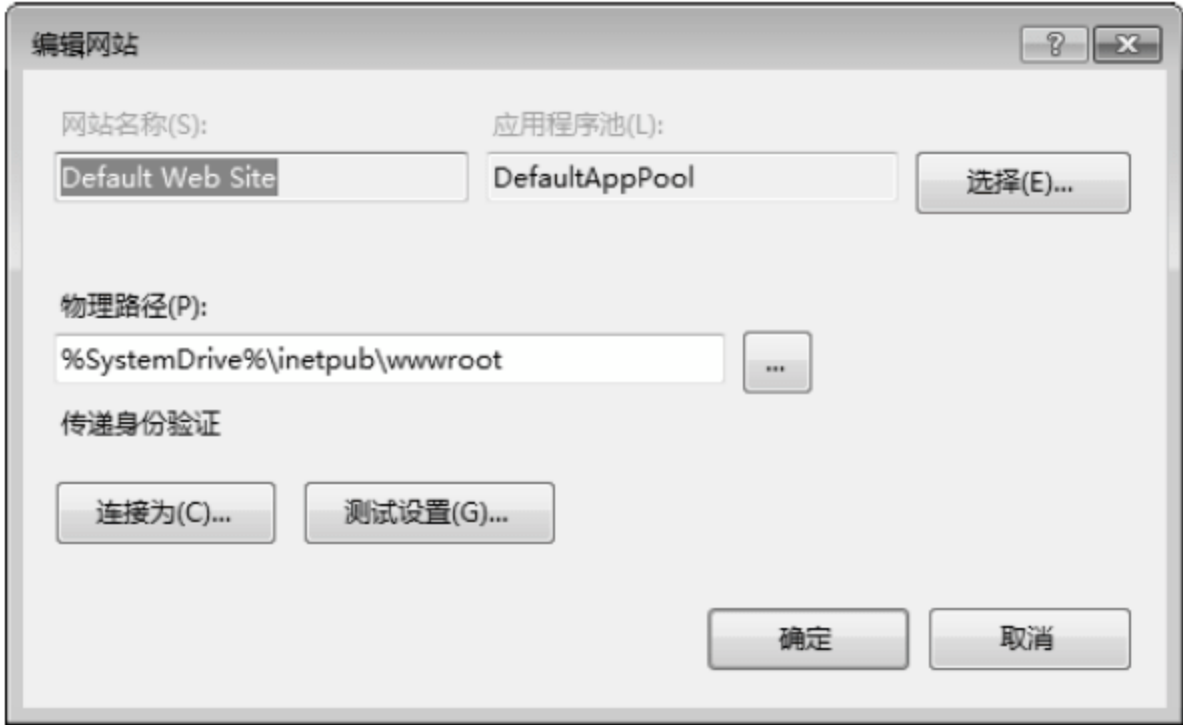 编辑网站
网站名称(S): 应用程序池(L):
Default Web Site DefaultAppPool 选择(E)...
物理路径(P):
%SystemDrive%\inetpub\wwwroot ...
传递身份验证
连接为(C)... 测试设置(G)...
确定 取消